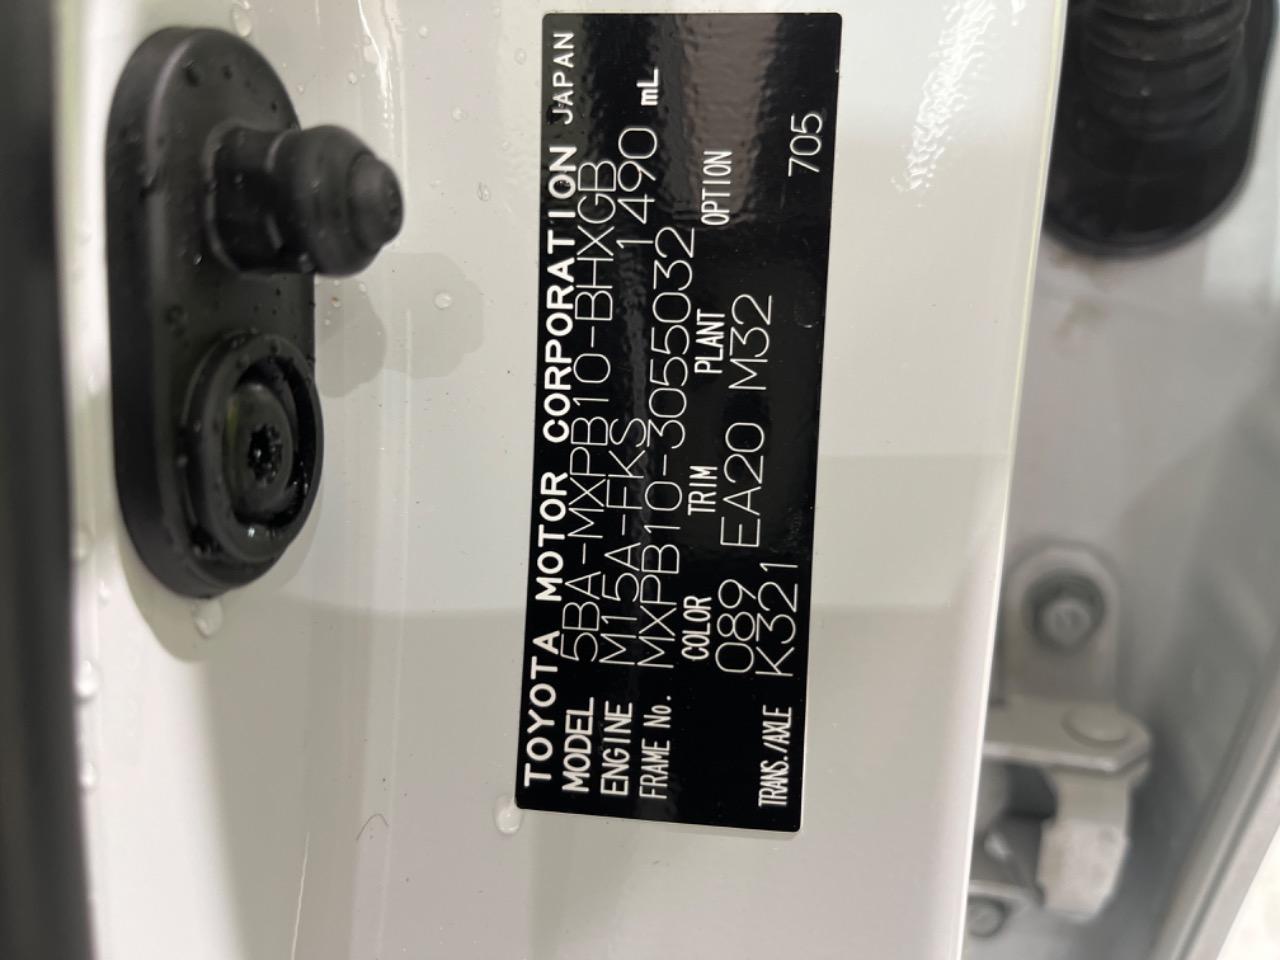 TOYOTA MOTOR CORPORATION JAPAN
MODEL 5BA-MXPB10-BHXGB
ENGINE M15A-FKS 1490 mL
FRAME No. MXPB10-3055032
COLOR TRIM PLANT OPTION
089 EA20 M32
TRANS./AXLE K321 705